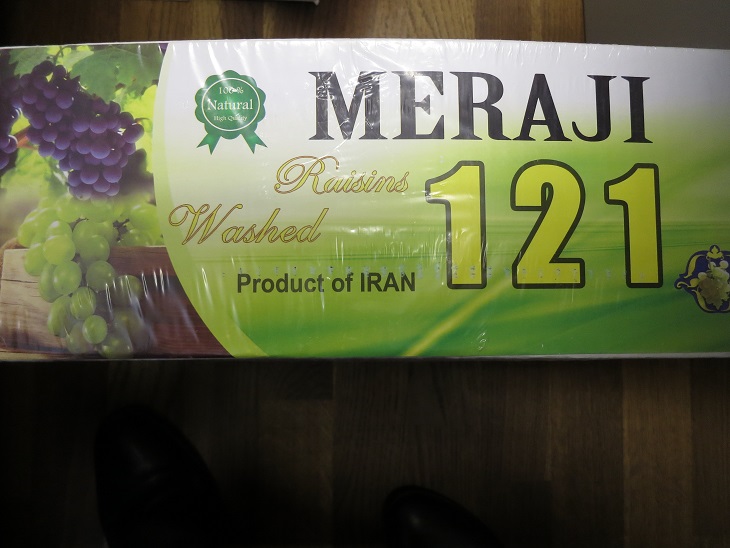 100 %
Natural
High Quality
MERAJI
Raisins
Washed
121
Product of IRAN